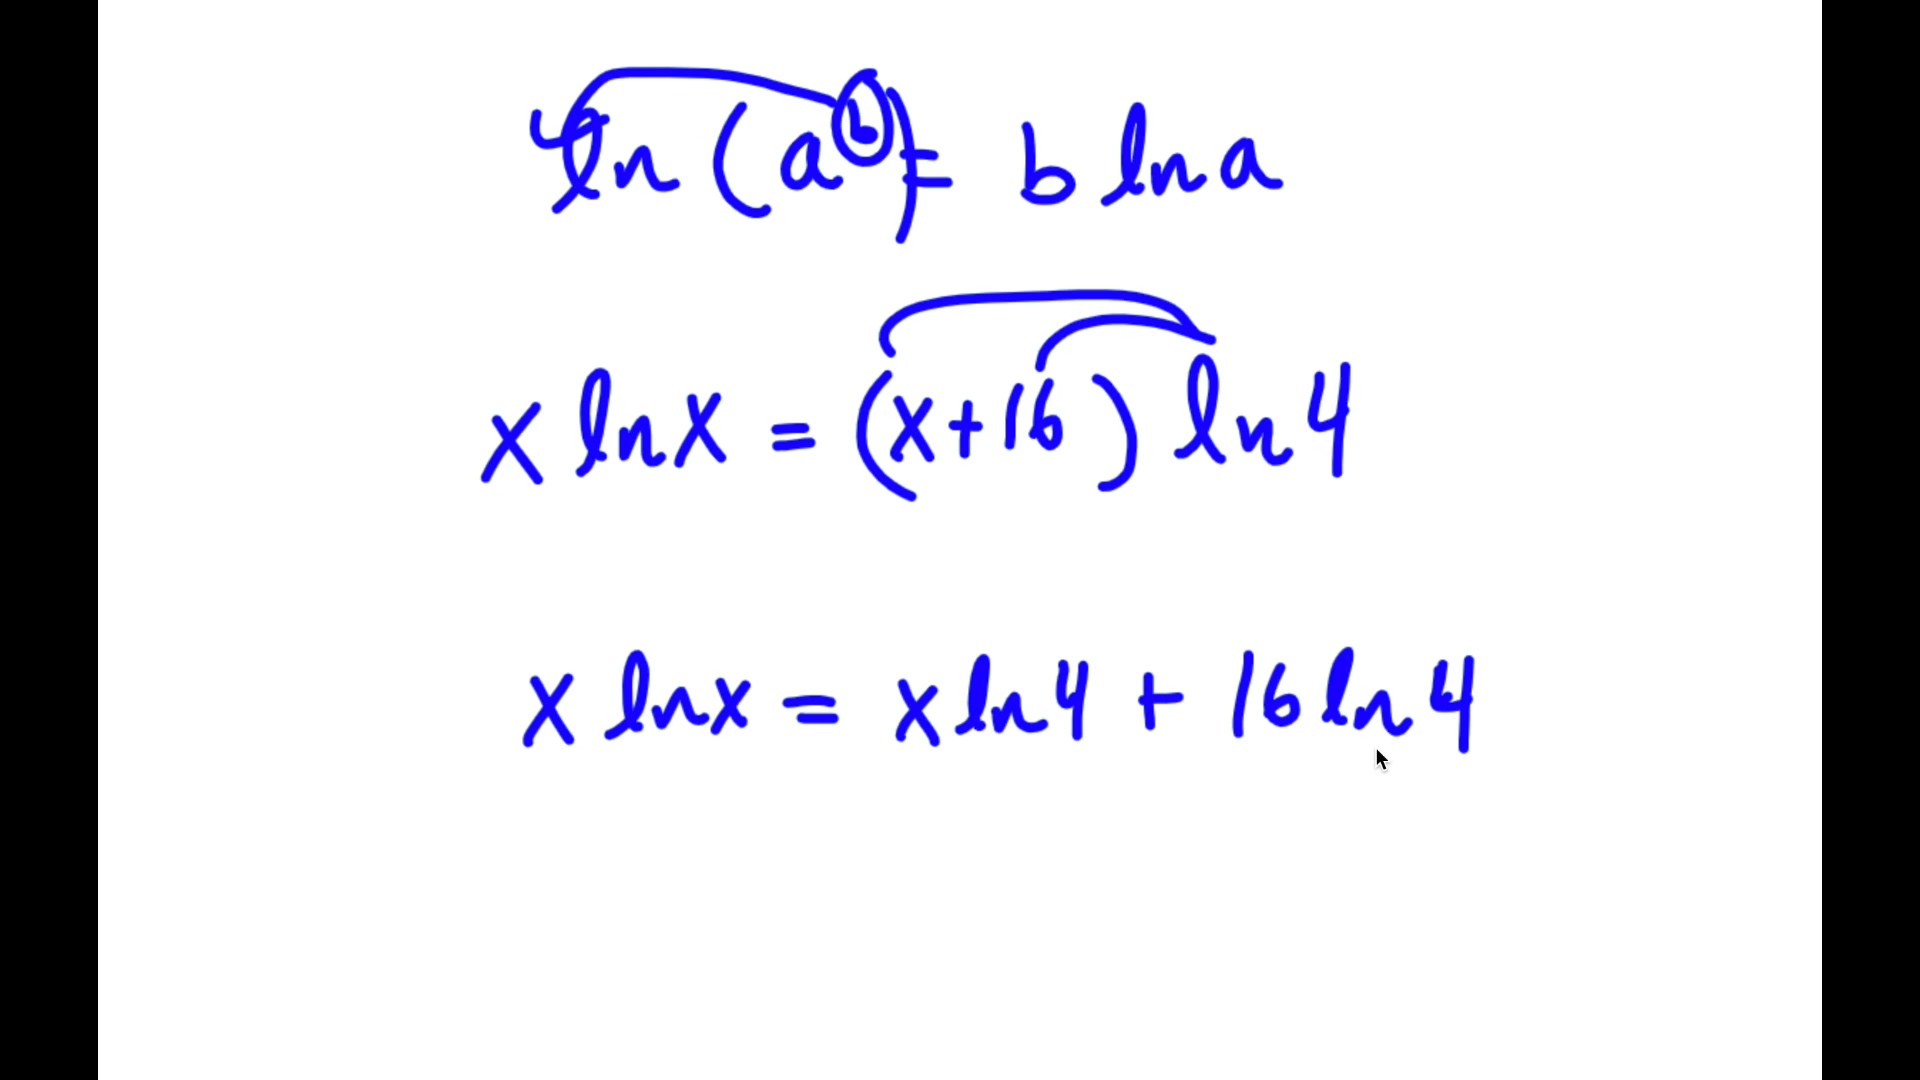 ln (a^b) = b ln a
x ln x = (x+16) ln 4
x ln x = x ln 4 + 16 ln 4